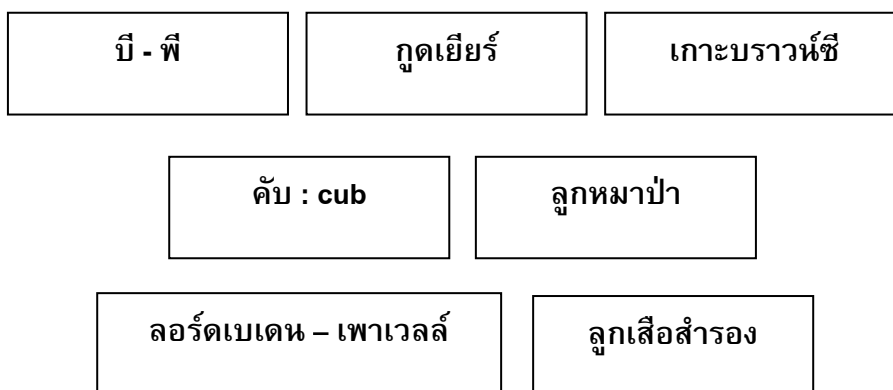 บี - พี
กูดเยียร์
เกาะบราวน์ซี
คับ : cub
ลูกหมาป่า
ลอร์ดเบเดน – เพาเวลล์
ลูกเสือสำรอง